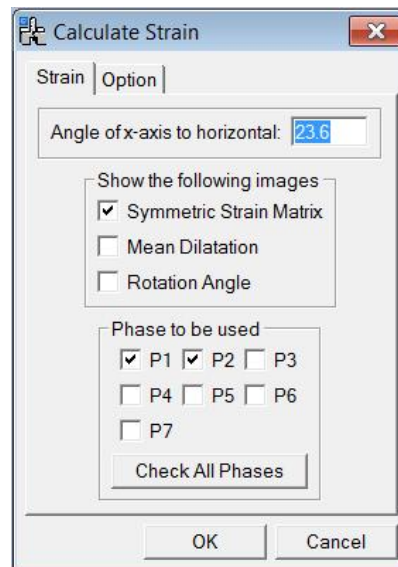 Calculate Strain
Strain Option
Angle of x-axis to horizontal: 23.6
Show the following images
Symmetric Strain Matrix
Mean Dilatation
Rotation Angle
Phase to be used
P1 P2 P3
P4 P5 P6
P7
Check All Phases
OK Cancel